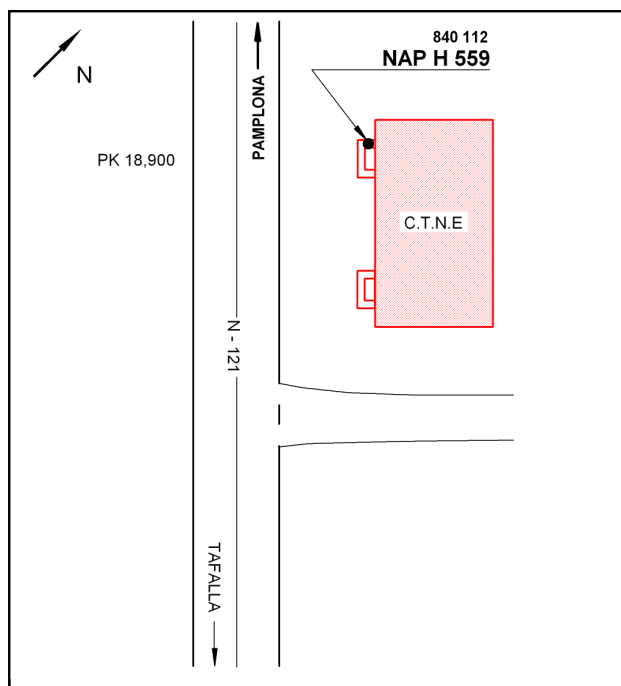 840 112
NAP H 559
N
PAMPLONA
PK 18,900
C.T.N.E
N - 121
TAFALLA